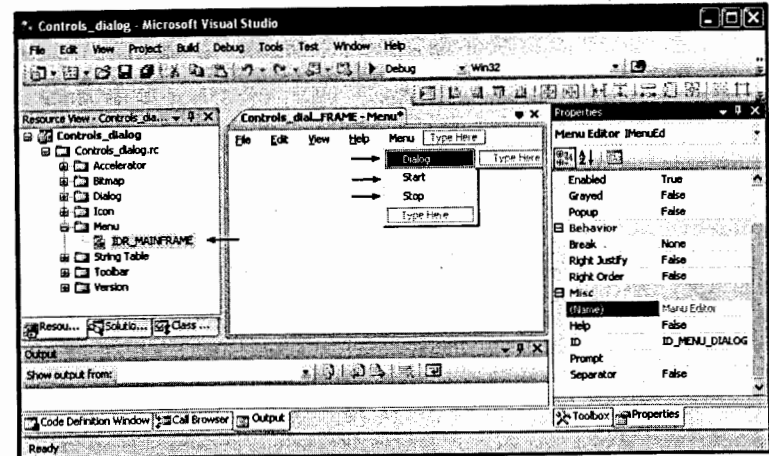 Controls_dialog - Microsoft Visual Studio
File Edit View Project Build Debug Tools Test Window Help
Debug Win32
Resource View - Controls_dia...
Controls_dialog
Controls_dialog.rc
Accelerator
Bitmap
Dialog
Icon
Menu
IDR_MAINFRAME
String Table
Toolbar
Version
Resou... Solutio... Class ...
Controls_dial...FRAME - Menu*
File Edit View Help Menu Type Here
Dialog Type Here
Start
Stop
Type Here
Properties
Menu Editor IMenuEd
Enabled True
Grayed False
Popup False
Behavior
Break None
Right Justify False
Right Order False
Misc
(Name) Menu Editor
Help False
ID ID_MENU_DIALOG
Prompt
Separator False
Toolbox Properties
Output
Show output from:
Code Definition Window Call Browser Output
Ready